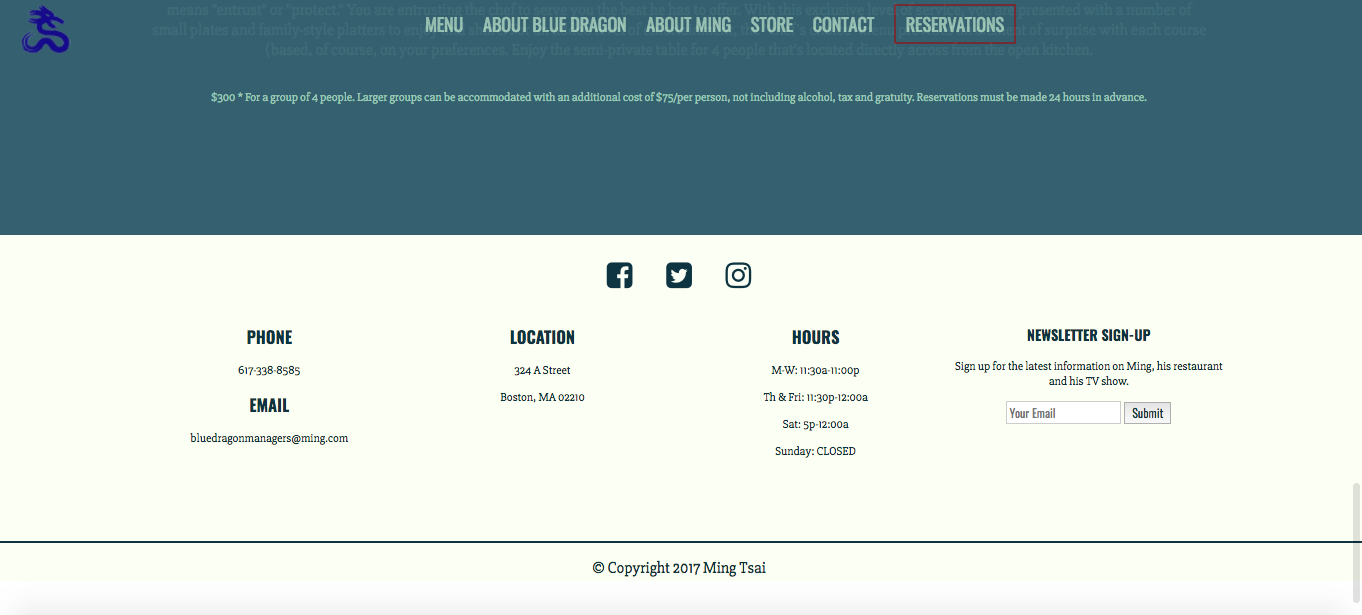 MENU ABOUT BLUE DRAGON ABOUT MING STORE CONTACT RESERVATIONS
means "entrust" or "protect." You are entrusting the chef to serve you the best he has to offer. With this exclusive level presented with a number of
small plates and family-style platters to of surprise with each course
(based, of course, on your preferences. Enjoy the semi-private table for 4 people that's located directly across from the open kitchen.
$300 * For a group of 4 people. Larger groups can be accommodated with an additional cost of $75/per person, not including alcohol, tax and gratuity. Reservations must be made 24 hours in advance.
PHONE
617-338-8585
EMAIL
bluedragonmanagers@ming.com
LOCATION
324 A Street
Boston, MA 02210
HOURS
M-W: 11:30a-11:00p
Th & Fri: 11:30p-12:00a
Sat: 5p-12:00a
Sunday: CLOSED
NEWSLETTER SIGN-UP
Sign up for the latest information on Ming, his restaurant
and his TV show.
Your Email Submit
© Copyright 2017 Ming Tsai